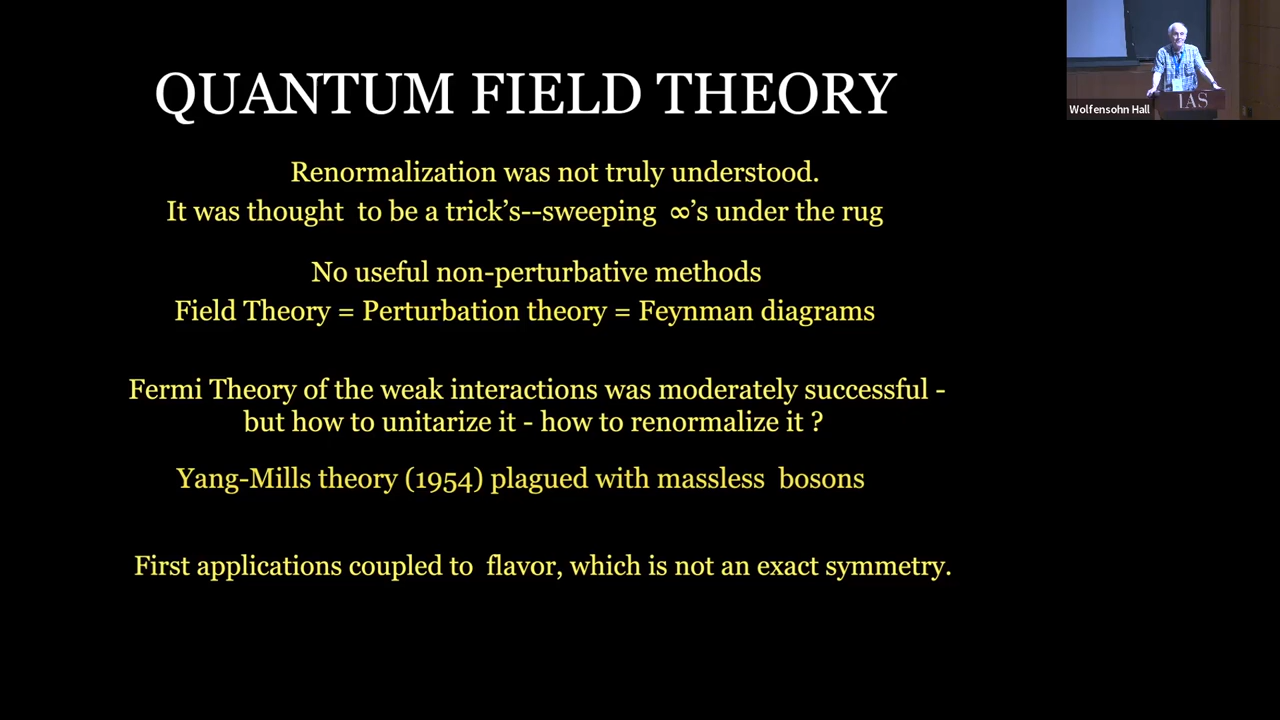 QUANTUM FIELD THEORY
Renormalization was not truly understood.
It was thought to be a trick’s--sweeping ∞’s under the rug
No useful non-perturbative methods
Field Theory = Perturbation theory = Feynman diagrams
Fermi Theory of the weak interactions was moderately successful -
but how to unitarize it - how to renormalize it ?
Yang-Mills theory (1954) plagued with massless bosons
First applications coupled to flavor, which is not an exact symmetry.
IAS
Wolfensohn Hall